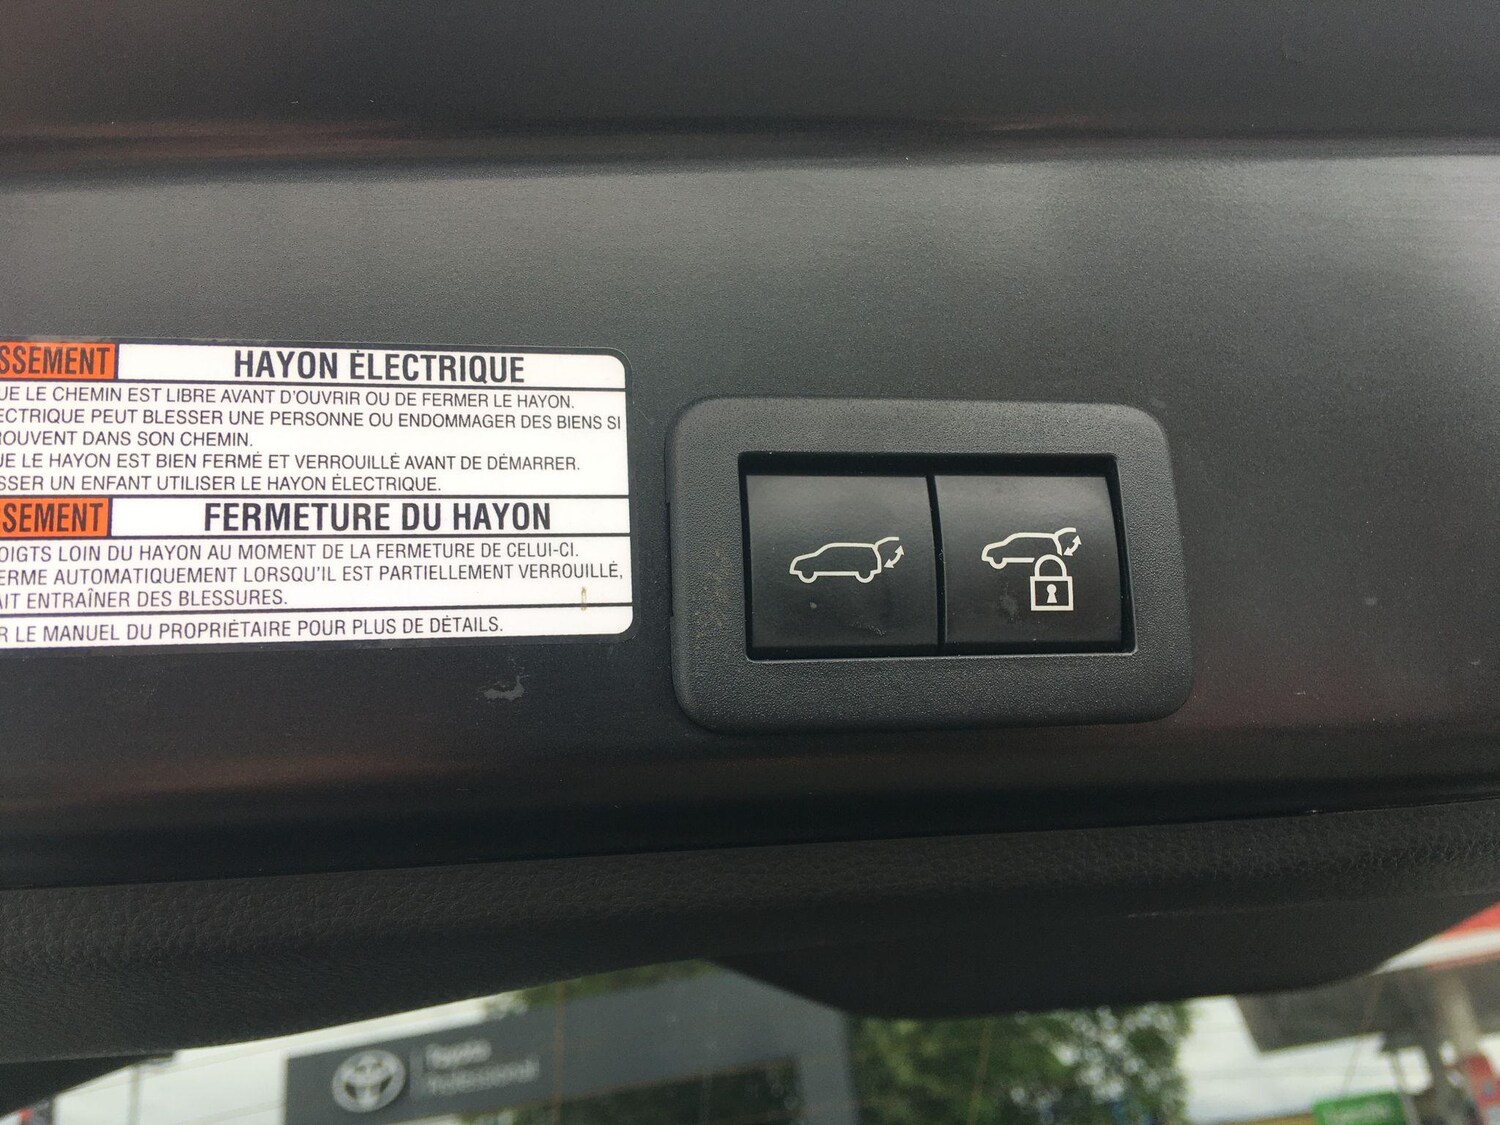 SSEMENT HAYON ÉLECTRIQUE
UE LE CHEMIN EST LIBRE AVANT D'OUVRIR OU DE FERMER LE HAYON.
ECTRIQUE PEUT BLESSER UNE PERSONNE OU ENDOMMAGER DES BIENS SI
ROUVENT DANS SON CHEMIN.
UE LE HAYON EST BIEN FERMÉ ET VERROUILLÉ AVANT DE DÉMARRER.
SSER UN ENFANT UTILISER LE HAYON ÉLECTRIQUE.
SEMENT FERMETURE DU HAYON
OIGTS LOIN DU HAYON AU MOMENT DE LA FERMETURE DE CELUI-CI.
ERME AUTOMATIQUEMENT LORSQU'IL EST PARTIELLEMENT VERROUILLÉ,
AIT ENTRAÎNER DES BLESSURES.
R LE MANUEL DU PROPRIÉTAIRE POUR PLUS DE DÉTAILS.
Toyota
Professional